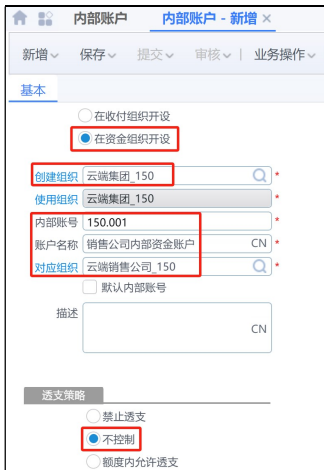 内部账户 内部账户 - 新增 ×
新增 保存 提交 审核 业务操作
基本
在收付组织开设
在资金组织开设
创建组织 云端集团_150 *
使用组织 云端集团_150 *
内部账号 150.001 *
账户名称 销售公司内部资金账户 CN *
对应组织 云端销售公司_150 *
默认内部账号
描述 CN
透支策略
禁止透支
不控制
额度内允许透支